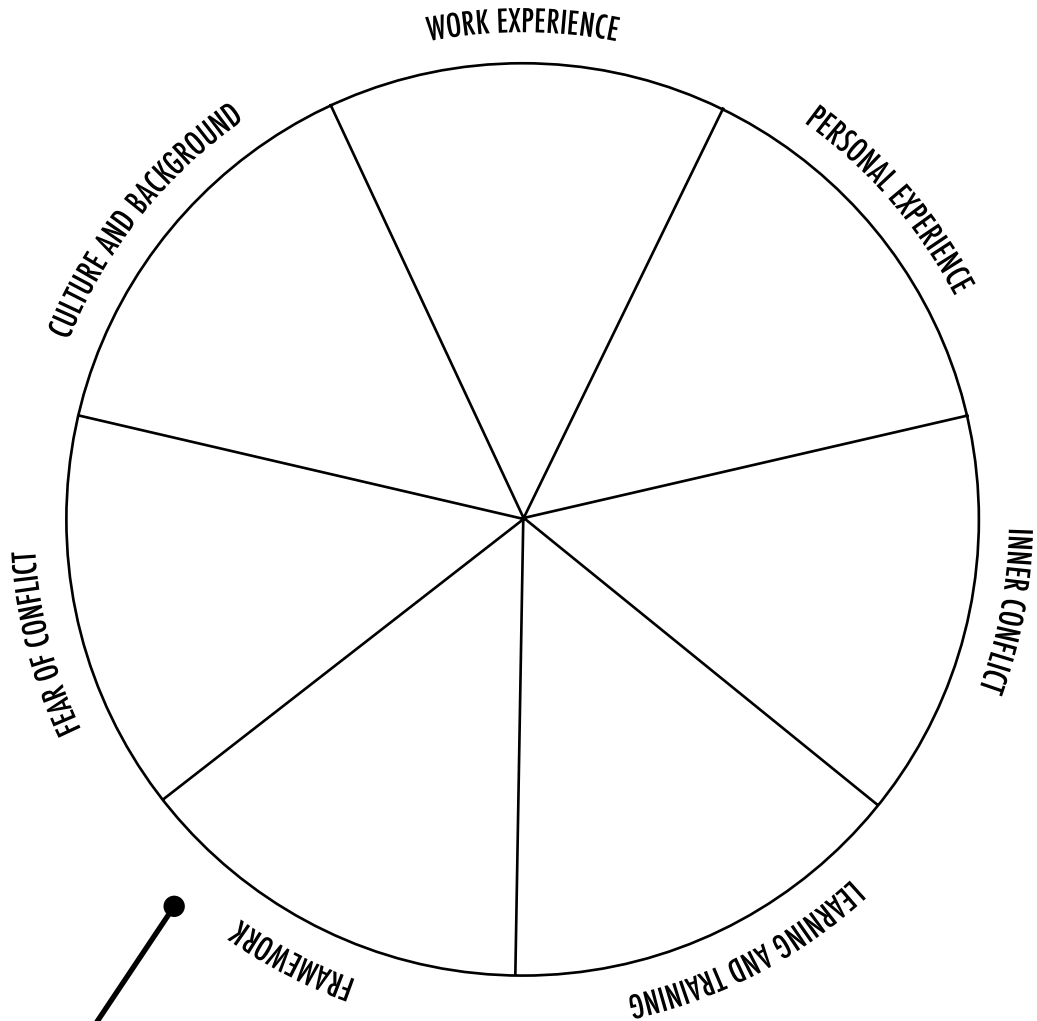 WORK EXPERIENCE
PERSONAL EXPERIENCE
INNER CONFLICT
LEARNING AND TRAINING
FRAMEWORK
FEAR OF CONFLICT
CULTURE AND BACKGROUND